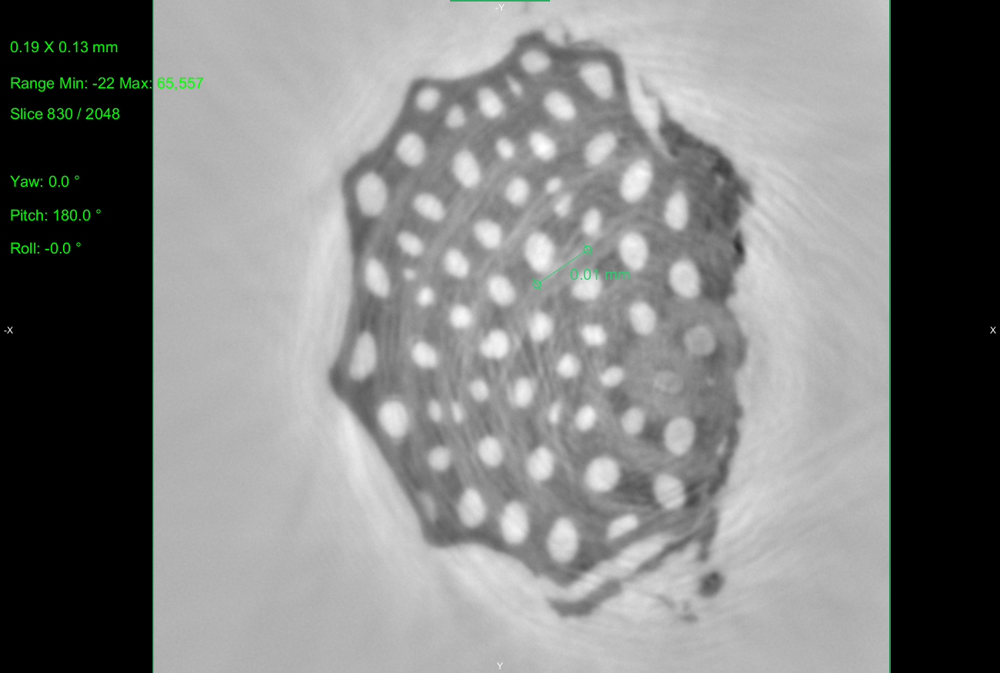 -Y
0.19 X 0.13 mm
Range Min: -22 Max: 65,557
Slice 830 / 2048
Yaw: 0.0 °
Pitch: 180.0 °
Roll: -0.0 °
0.01 mm
-X
X
Y